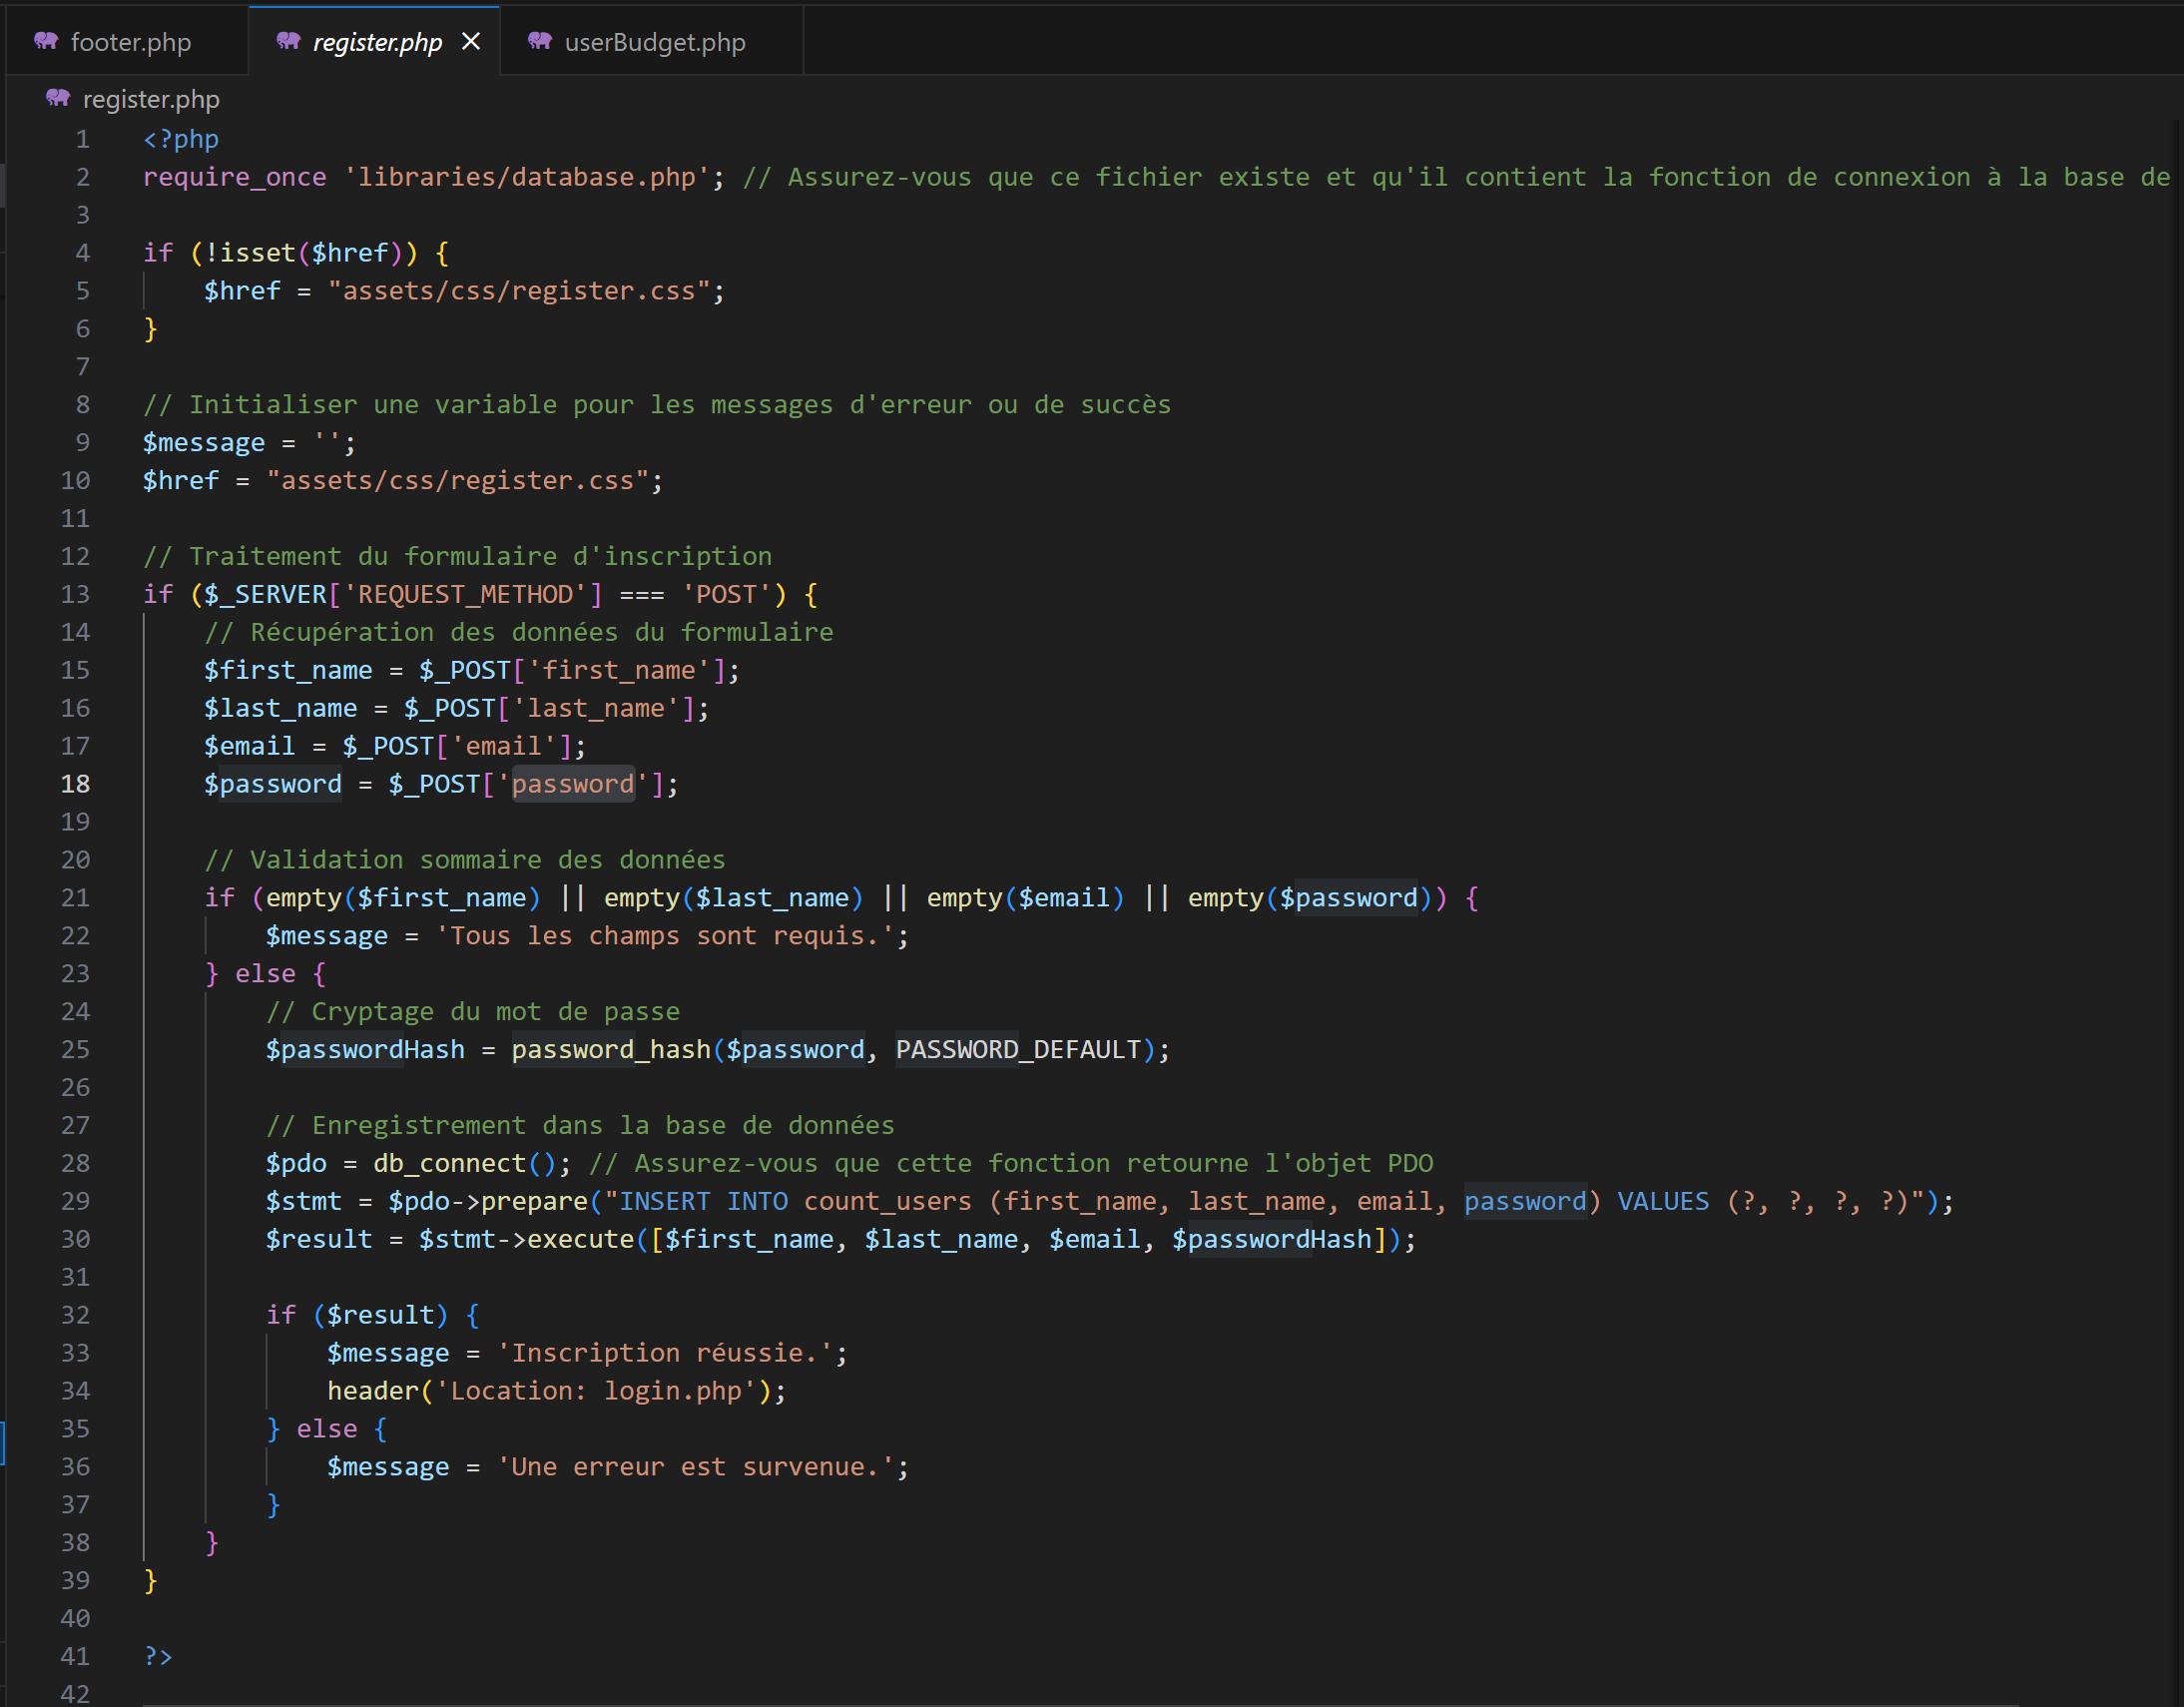 footer.php register.php userBudget.php
register.php
1 <?php
2 require_once 'libraries/database.php'; // Assurez-vous que ce fichier existe et qu'il contient la fonction de connexion à la base de
3
4 if (!isset($href)) {
5     $href = "assets/css/register.css";
6 }
7
8 // Initialiser une variable pour les messages d'erreur ou de succès
9 $message = '';
10 $href = "assets/css/register.css";
11
12 // Traitement du formulaire d'inscription
13 if ($_SERVER['REQUEST_METHOD'] === 'POST') {
14     // Récupération des données du formulaire
15     $first_name = $_POST['first_name'];
16     $last_name = $_POST['last_name'];
17     $email = $_POST['email'];
18     $password = $_POST['password'];
19
20     // Validation sommaire des données
21     if (empty($first_name) || empty($last_name) || empty($email) || empty($password)) {
22         $message = 'Tous les champs sont requis.';
23     } else {
24         // Cryptage du mot de passe
25         $passwordHash = password_hash($password, PASSWORD_DEFAULT);
26
27         // Enregistrement dans la base de données
28         $pdo = db_connect(); // Assurez-vous que cette fonction retourne l'objet PDO
29         $stmt = $pdo->prepare("INSERT INTO count_users (first_name, last_name, email, password) VALUES (?, ?, ?, ?)");
30         $result = $stmt->execute([$first_name, $last_name, $email, $passwordHash]);
31
32         if ($result) {
33             $message = 'Inscription réussie.';
34             header('Location: login.php');
35         } else {
36             $message = 'Une erreur est survenue.';
37         }
38     }
39 }
40
41 ?>
42